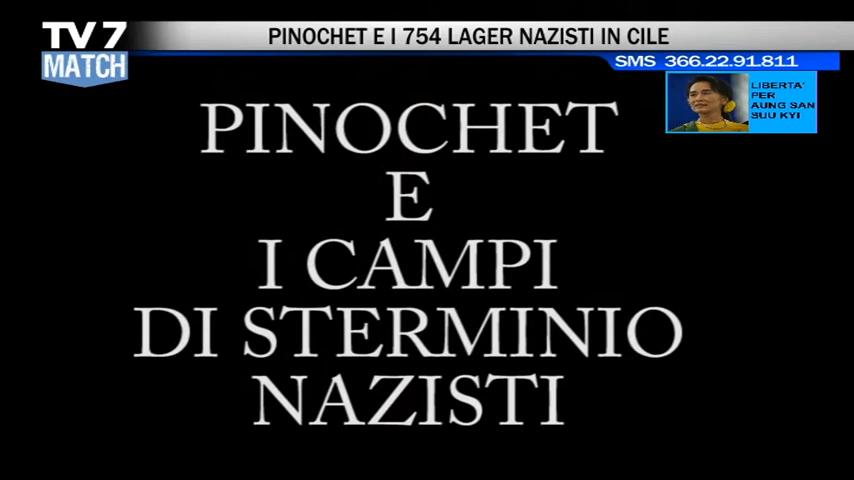 TV7
MATCH
PINOCHET E I 754 LAGER NAZISTI IN CILE
SMS 366.22.91.811
LIBERTA'
PER
AUNG SAN
SUU KYI
PINOCHET
E
I CAMPI
DI STERMINIO
NAZISTI